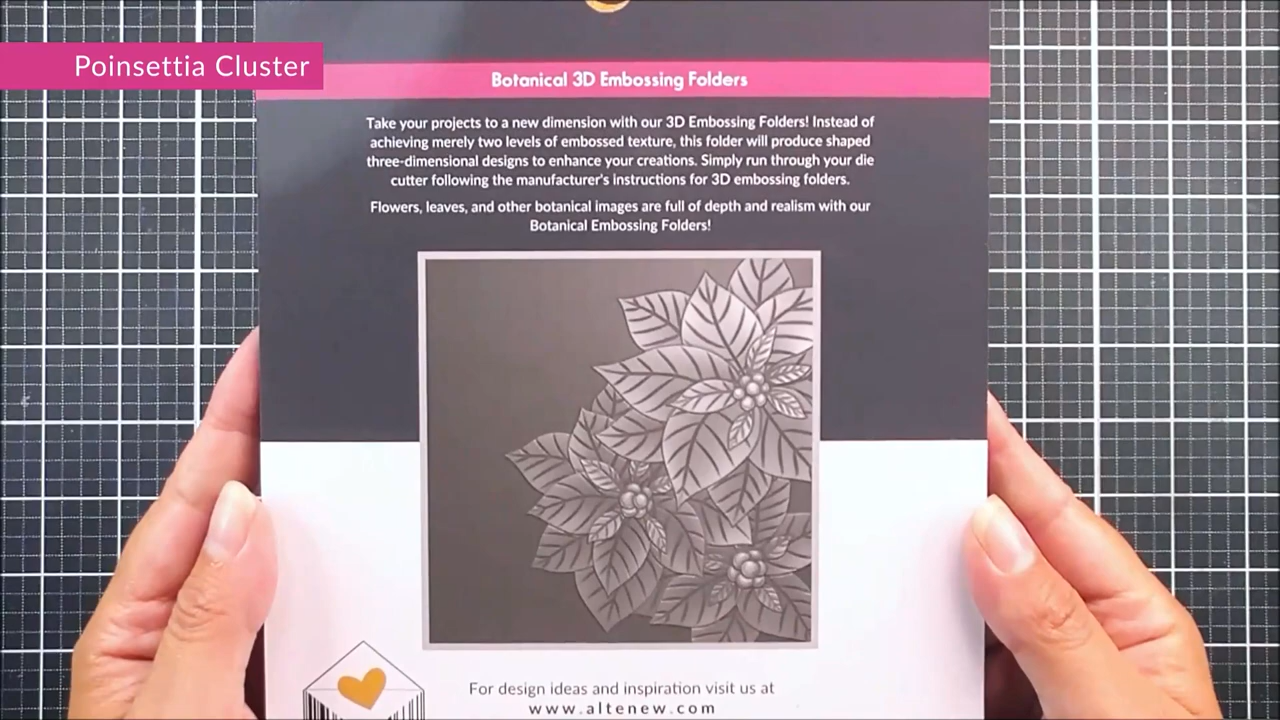 Poinsettia Cluster
Botanical 3D Embossing Folders
Take your projects to a new dimension with our 3D Embossing Folders! Instead of
achieving merely two levels of embossed texture, this folder will produce shaped
three-dimensional designs to enhance your creations. Simply run through your die
cutter following the manufacturer's instructions for 3D embossing folders.
Flowers, leaves, and other botanical images are full of depth and realism with our
Botanical Embossing Folders!
For design ideas and inspiration visit us at
www.altenew.com